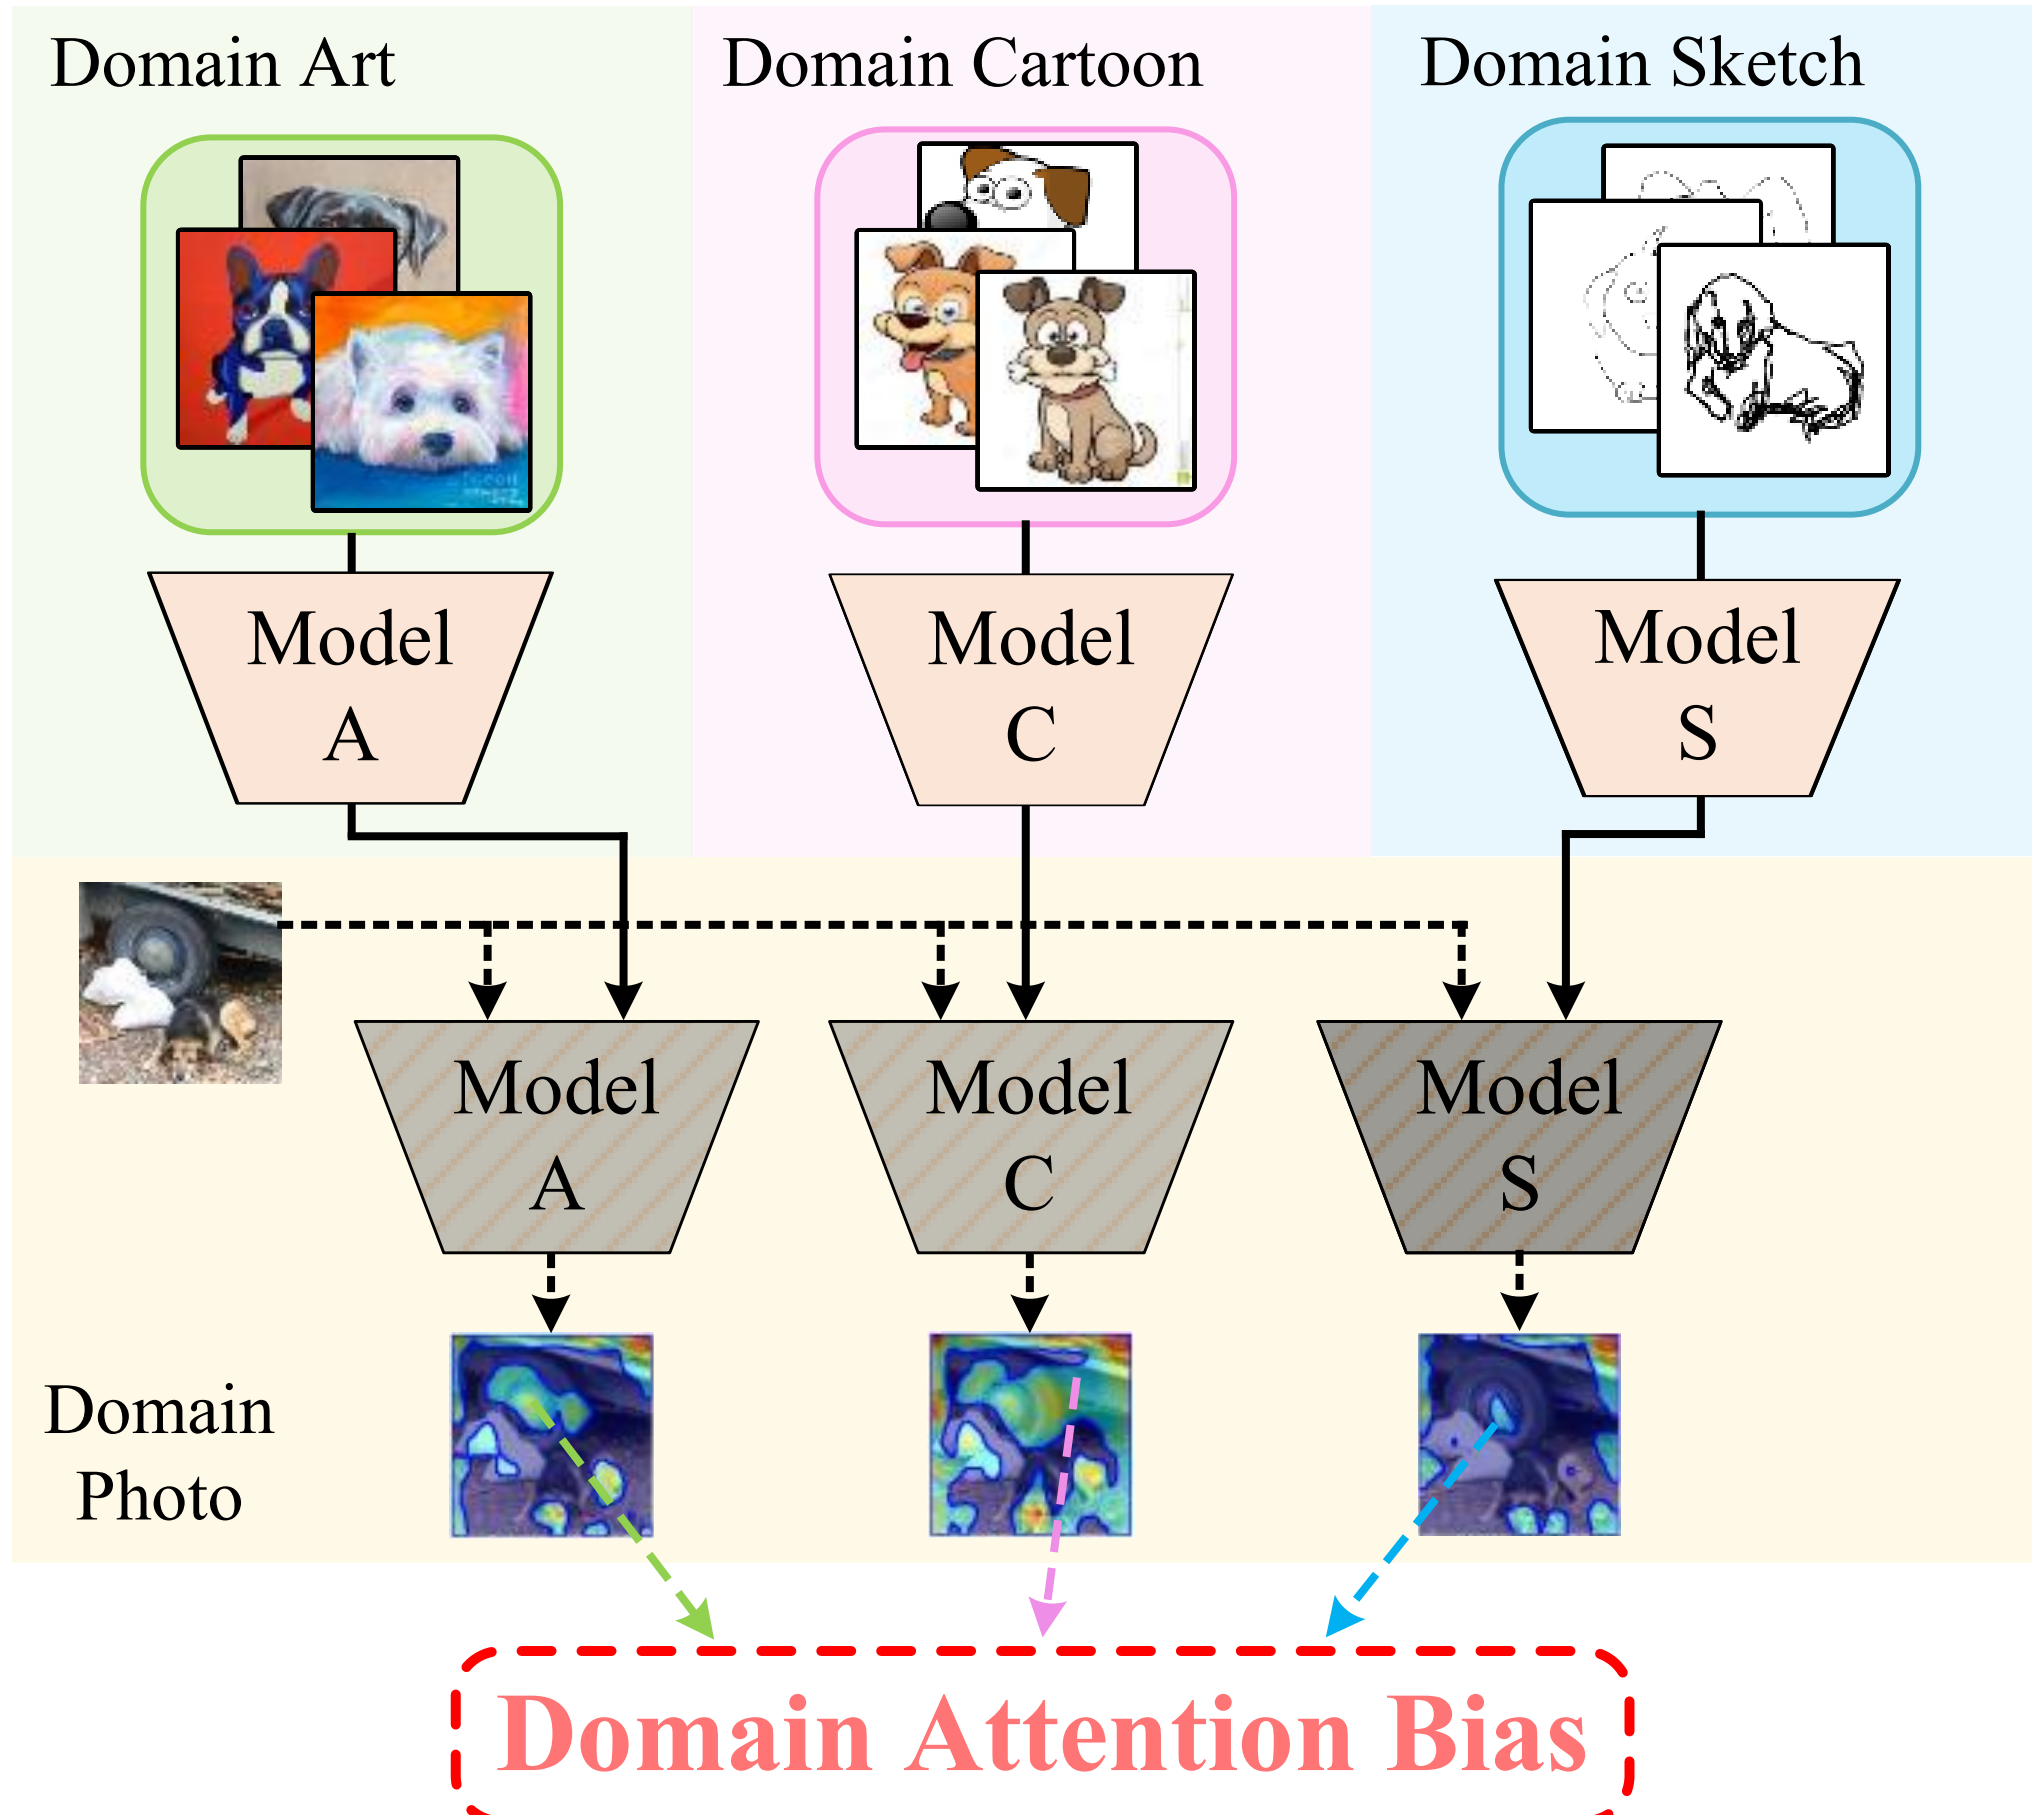 Domain Art
Domain Cartoon
Domain Sketch
Model
A
Model
C
Model
S
Model
A
Model
C
Model
S
Domain
Photo
Domain Attention Bias